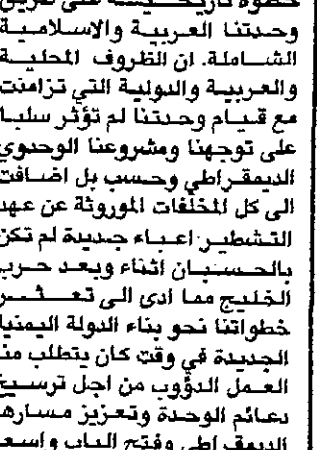 خطوة تاريخية على طريق
وحدتنا العربية والاسلامية
الشاملة. ان الظروف المحلية
والعربية والدولية التي تزامنت
مع قيام وحدتنا لم تؤثر سلبا
على توجهنا ومشروعنا الوحدوي
الديمقراطي وحسب بل اضافت
الى كل المخلفات الموروثة عن عهد
التشطير اعباء جديدة لم تكن
بالحسبان اثناء وبعد حرب
الخليج مما ادى الى تعثر
خطواتنا نحو بناء الدولة اليمنية
الجديدة في وقت كان يتطلب منا
العمل الدؤوب من اجل ترسيخ
دعائم الوحدة وتعزيز مسارها
الديمقراطي وفتح الباب واسعا